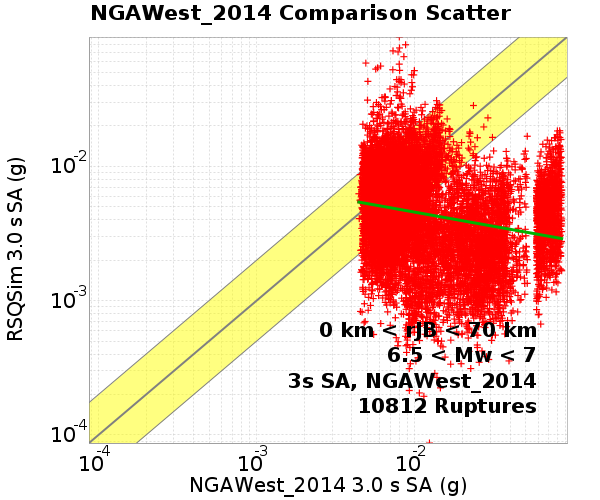 NGAWest_2014 Comparison Scatter
RSQSim 3.0 s SA (g)
10-2
10-3
10-4
0 km < rJB < 70 km
6.5 < Mw < 7
3s SA, NGAWest_2014
10812 Ruptures
10-4 10-3 10-2
NGAWest_2014 3.0 s SA (g)